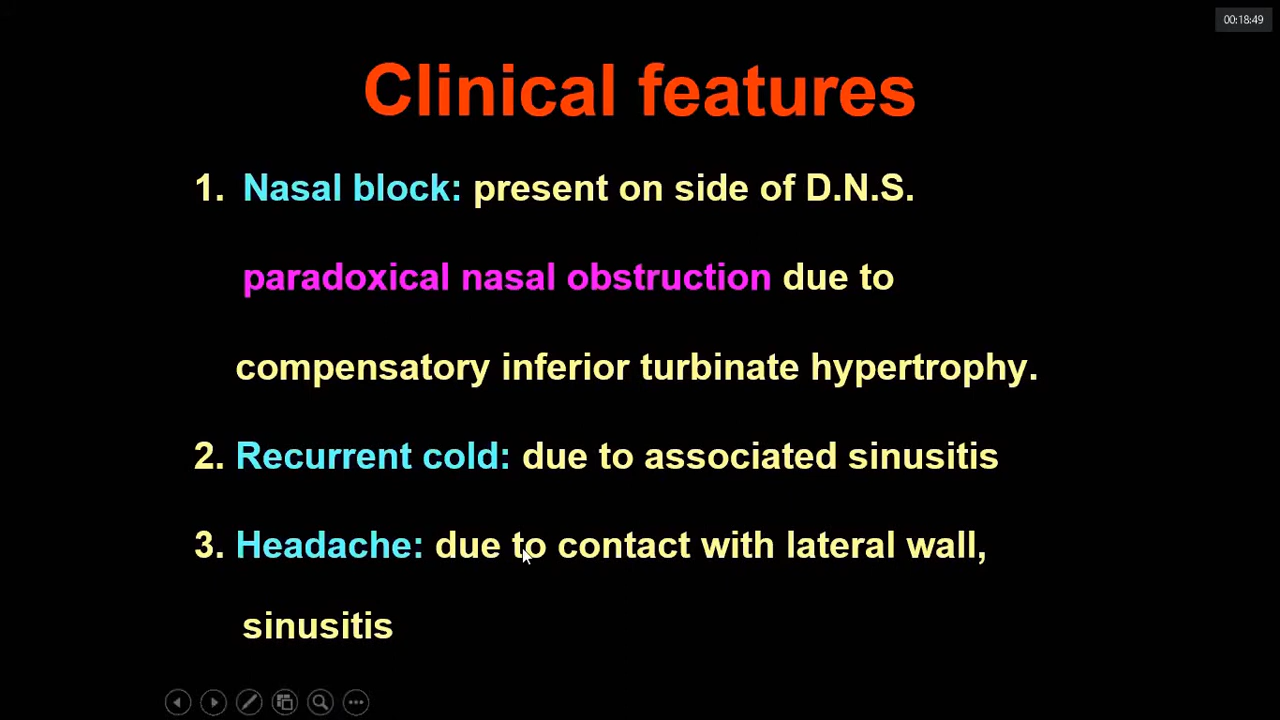 00:18:49
Clinical features
1. Nasal block: present on side of D.N.S.
paradoxical nasal obstruction due to
compensatory inferior turbinate hypertrophy.
2. Recurrent cold: due to associated sinusitis
3. Headache: due to contact with lateral wall,
sinusitis